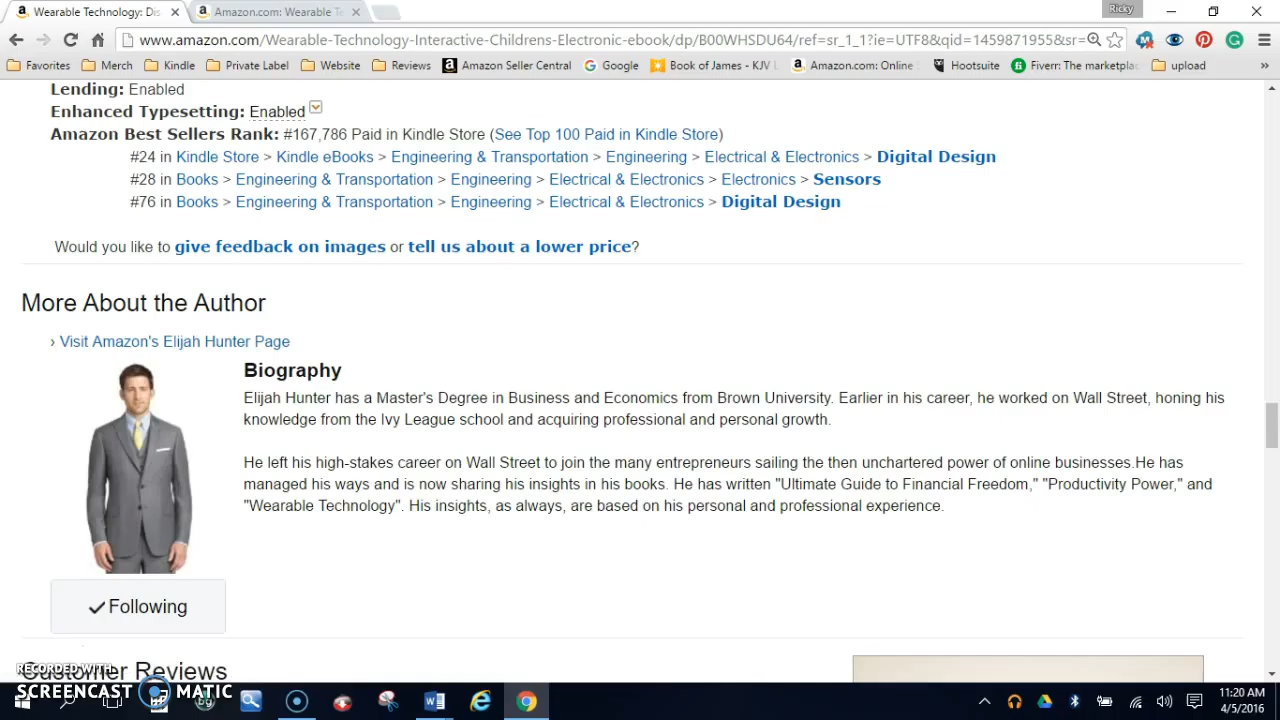 Wearable Technology: Dis
Amazon.com: Wearable Te
Ricky
www.amazon.com/Wearable-Technology-Interactive-Childrens-Electronic-ebook/dp/B00WHSDU64/ref=sr_1_1?ie=UTF8&qid=1459871955&sr=
Favorites Merch Kindle Private Label Website Reviews Amazon Seller Central Google Book of James - KJV Amazon.com: Online Hootsuite Fiverr: The marketplac upload »
Lending: Enabled
Enhanced Typesetting: Enabled
Amazon Best Sellers Rank: #167,786 Paid in Kindle Store (See Top 100 Paid in Kindle Store)
#24 in Kindle Store > Kindle eBooks > Engineering & Transportation > Engineering > Electrical & Electronics > Digital Design
#28 in Books > Engineering & Transportation > Engineering > Electrical & Electronics > Electronics > Sensors
#76 in Books > Engineering & Transportation > Engineering > Electrical & Electronics > Digital Design
Would you like to give feedback on images or tell us about a lower price?
More About the Author
› Visit Amazon's Elijah Hunter Page
Biography
Elijah Hunter has a Master's Degree in Business and Economics from Brown University. Earlier in his career, he worked on Wall Street, honing his
knowledge from the Ivy League school and acquiring professional and personal growth.
He left his high-stakes career on Wall Street to join the many entrepreneurs sailing the then unchartered power of online businesses.He has
managed his ways and is now sharing his insights in his books. He has written "Ultimate Guide to Financial Freedom," "Productivity Power," and
"Wearable Technology". His insights, as always, are based on his personal and professional experience.
Following
Customer Reviews
RECORDED WITH
SCREENCAST MATIC
11:20 AM
4/5/2016